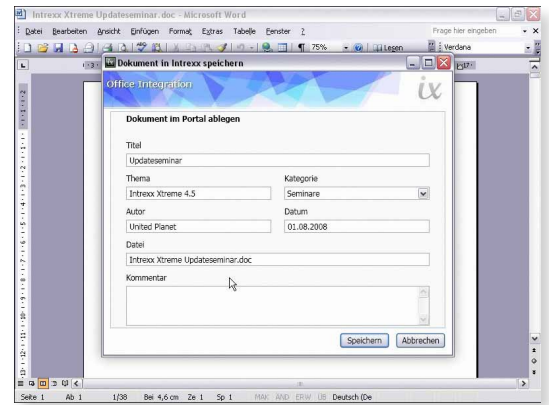 Intrexx Xtreme Updateseminar.doc - Microsoft Word
Datei Bearbeiten Ansicht Einfügen Format Extras Tabelle Fenster ? Frage hier eingeben
75% Lesen Verdana
Dokument in Intrexx speichern
Office Integration ix
Dokument im Portal ablegen
Titel
Updateseminar
Thema Kategorie
Intrexx Xtreme 4.5 Seminare
Autor Datum
United Planet 01.08.2008
Datei
Intrexx Xtreme Updateseminar.doc
Kommentar
Speichern Abbrechen
Seite 1 Ab 1 1/38 Bei 4,6 cm Ze 1 Sp 1 MAK ÄND ERW ÜB Deutsch (De